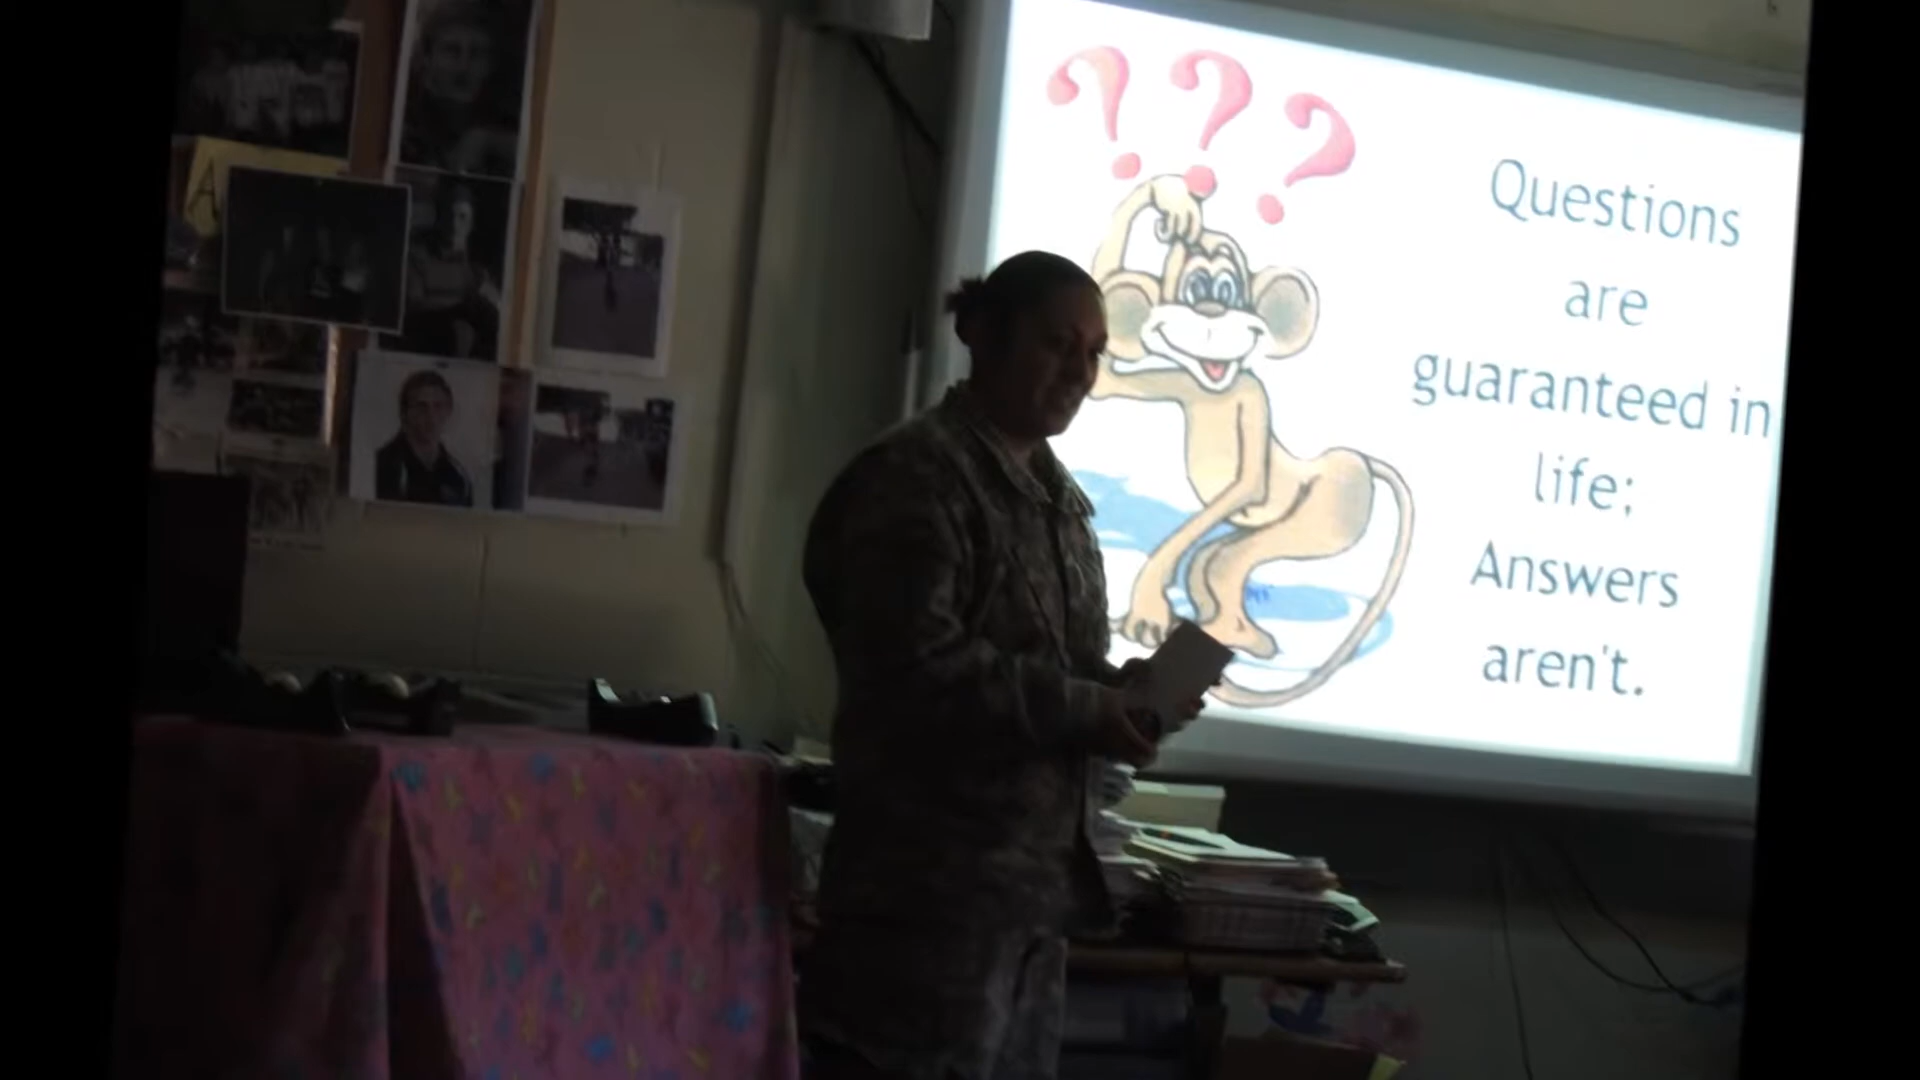 ???
Questions
are
guaranteed in
life;
Answers
aren't.
A